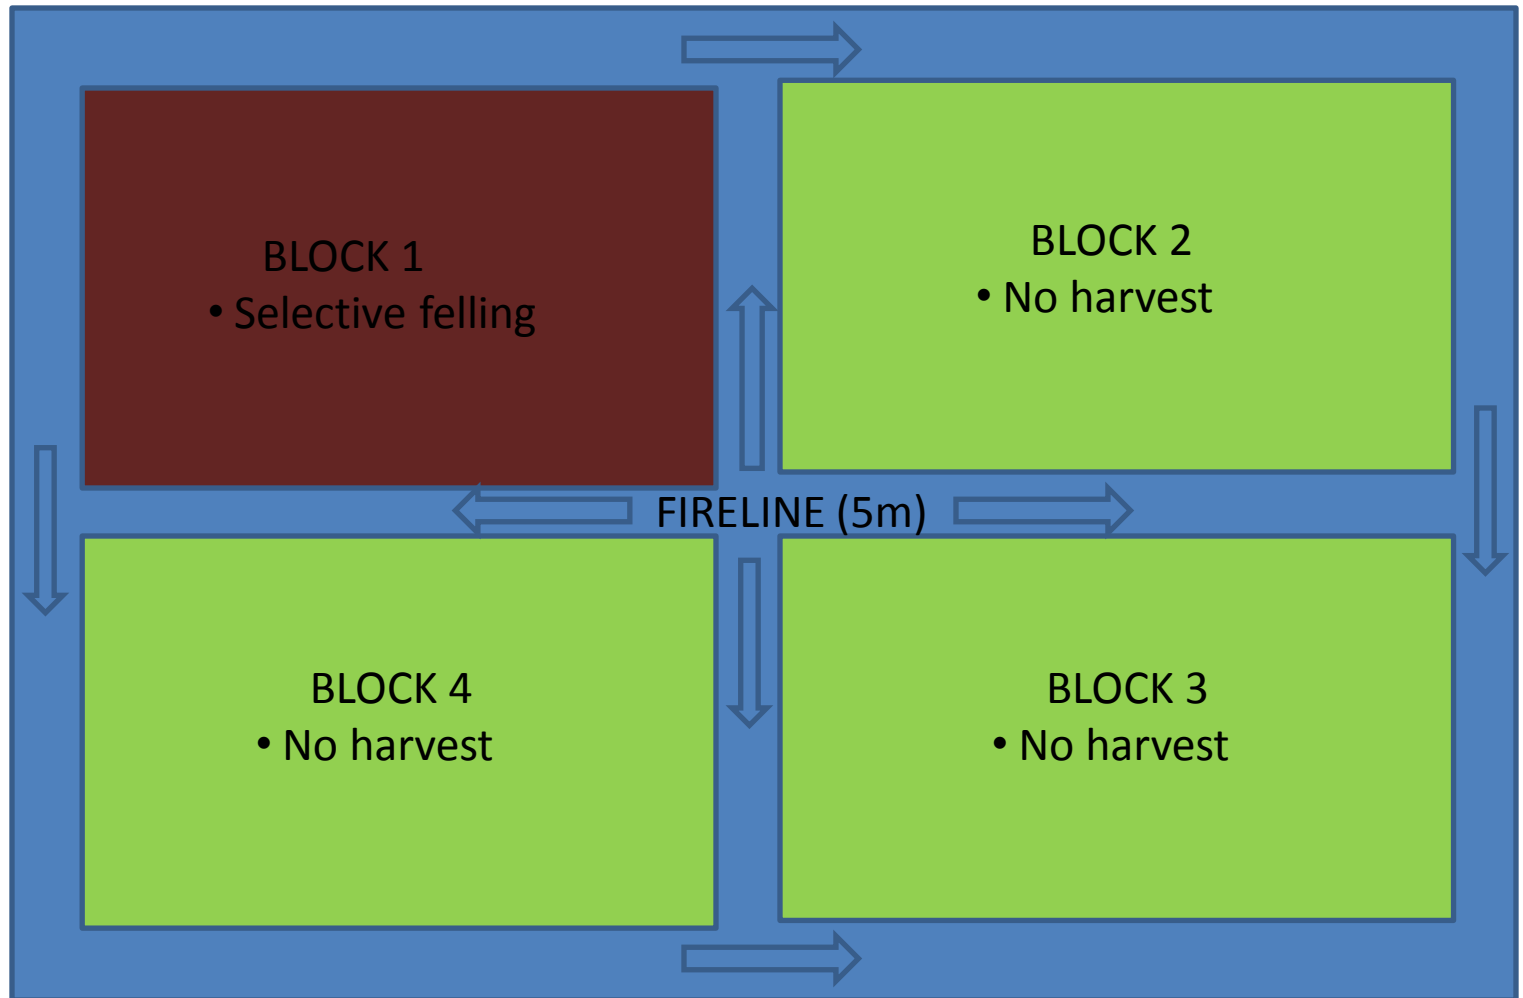 BLOCK 1
• Selective felling
BLOCK 2
• No harvest
FIRELINE (5m)
BLOCK 4
• No harvest
BLOCK 3
• No harvest